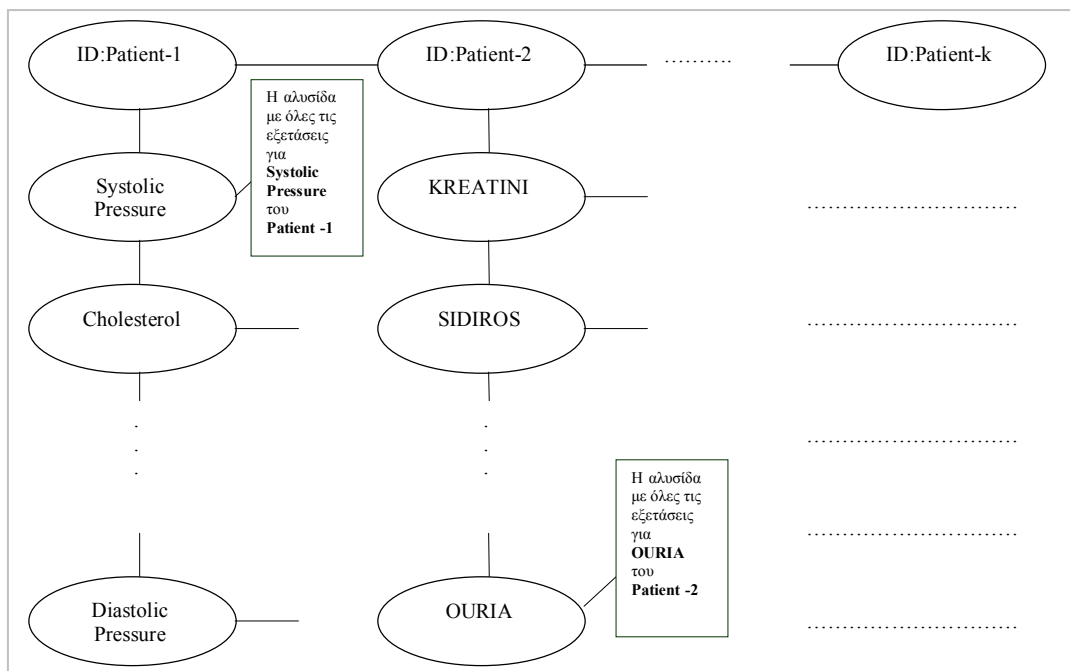 ID:Patient-1
ID:Patient-2
..........
ID:Patient-k
Η αλυσίδα
με όλες τις
εξετάσεις
για
Systolic
Pressure
του
Patient -1
Systolic
Pressure
KREATINI
Cholesterol
SIDIROS
Η αλυσίδα
με όλες τις
εξετάσεις
για
OURIA
του
Patient -2
Diastolic
Pressure
OURIA